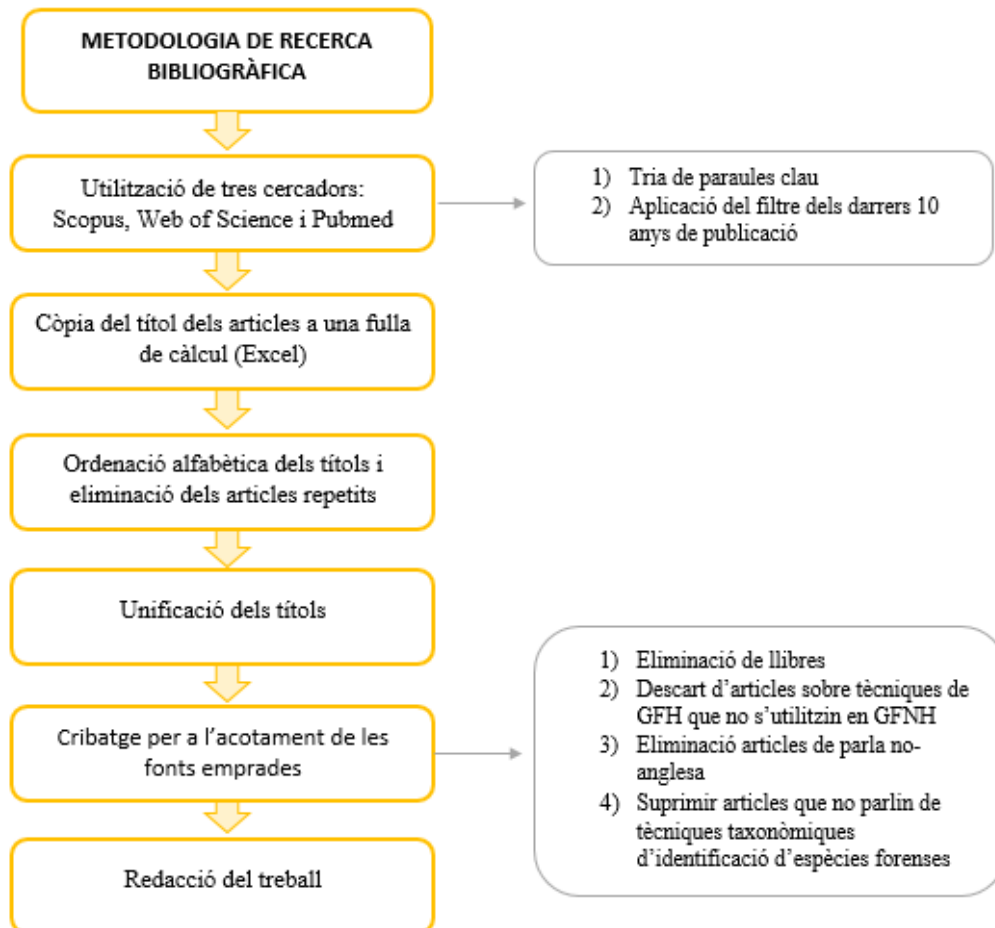 METODOLOGIA DE RECERCA
BIBLIOGRÀFICA
Utilització de tres cercadors:
Scopus, Web of Science i Pubmed
1) Tria de paraules clau
2) Aplicació del filtre dels darrers 10
anys de publicació
Còpia del títol dels articles a una fulla
de càlcul (Excel)
Ordenació alfabètica dels títols i
eliminació dels articles repetits
Unificació dels títols
Cribatge per a l'acotament de les
fonts emprades
1) Eliminació de llibres
2) Descart d'articles sobre tècniques de
GFH que no s'utilitzin en GFNH
3) Eliminació articles de parla no-
anglesa
4) Suprimir articles que no parlin de
tècniques taxonòmiques
d'identificació d'espècies forenses
Redacció del treball